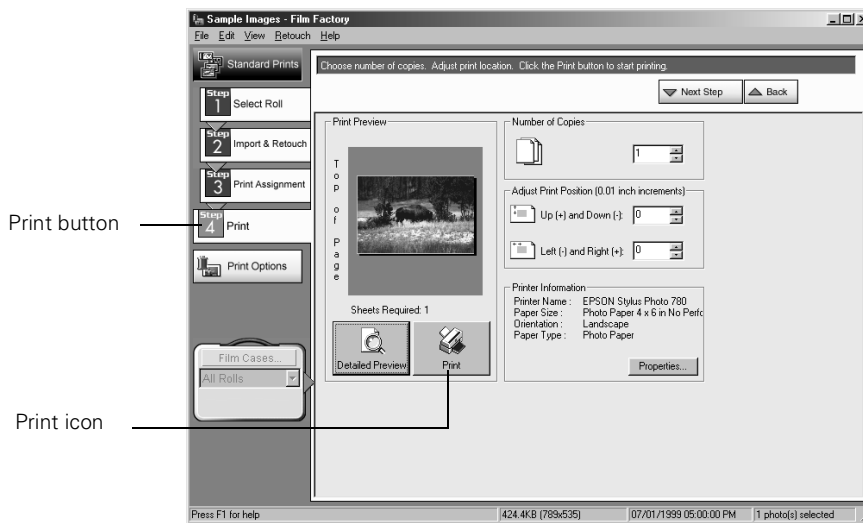 Sample Images - Film Factory
File Edit View Retouch Help
Standard Prints
Choose number of copies. Adjust print location. Click the Print button to start printing.
Next Step
Back
Step 1 Select Roll
Step 2 Import & Retouch
Step 3 Print Assignment
Step 4 Print
Print Options
Film Cases...
All Rolls
Print button
Print icon
Print Preview
Top of Page
Sheets Required: 1
Detailed Preview
Print
Number of Copies
1
Adjust Print Position (0.01 inch increments)
Up (+) and Down (-): 0
Left (-) and Right (+): 0
Printer Information
Printer Name : EPSON Stylus Photo 780
Paper Size : Photo Paper 4 x 6 in No Perfo
Orientation : Landscape
Paper Type : Photo Paper
Properties...
Press F1 for help
424.4KB (789x535)
07/01/1999 05:00:00 PM
1 photo(s) selected